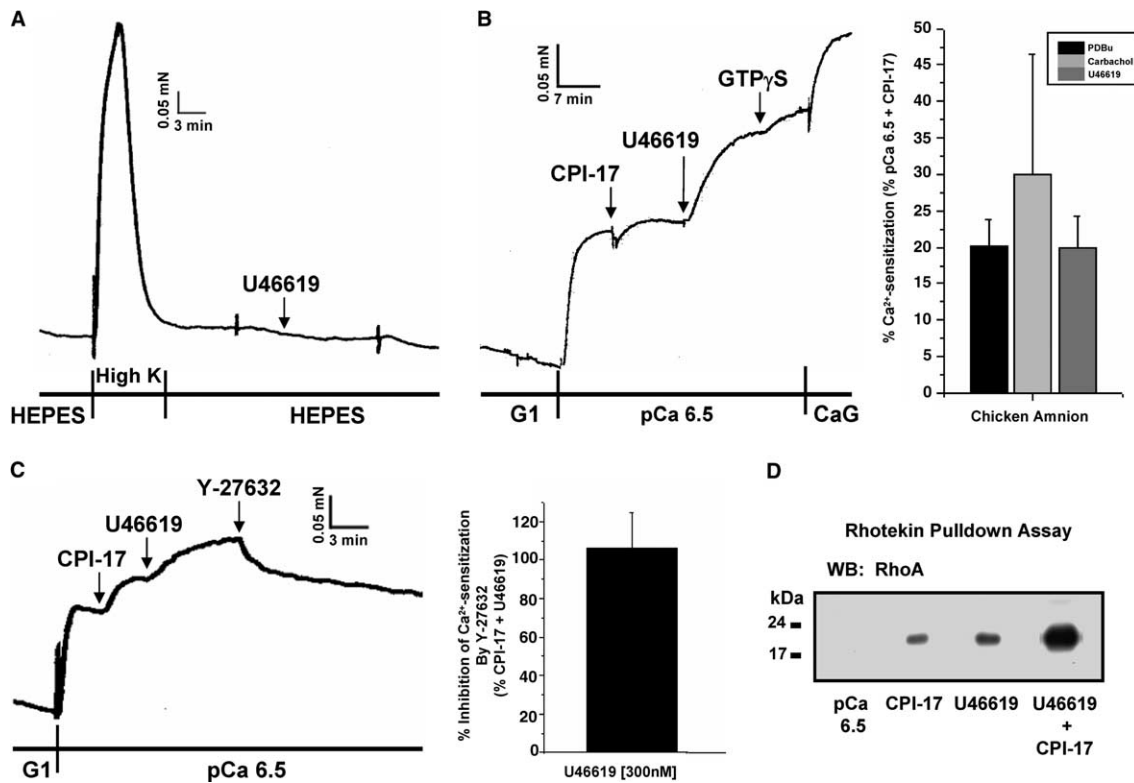 A
0.05 mN
3 min
U46619
High K
HEPES
HEPES
B
0.05 mN
7 min
CPI-17
U46619
GTPγS
G1
pCa 6.5
CaG
% Ca²⁺-sensitization (% pCa 6.5 + CPI-17)
50
45
40
35
30
25
20
15
10
5
0
PDBu
Carbachol
U46619
Chicken Amnion
C
CPI-17
U46619
Y-27632
0.05 mN
3 min
G1
pCa 6.5
% Inhibition of Ca²⁺-sensitization
By Y-27632
(% CPI-17 + U46619)
120
100
80
60
40
20
0
U46619 [300nM]
D
Rhotekin Pulldown Assay
WB: RhoA
kDa
24
17
pCa
6.5
CPI-17
U46619
U46619
+
CPI-17